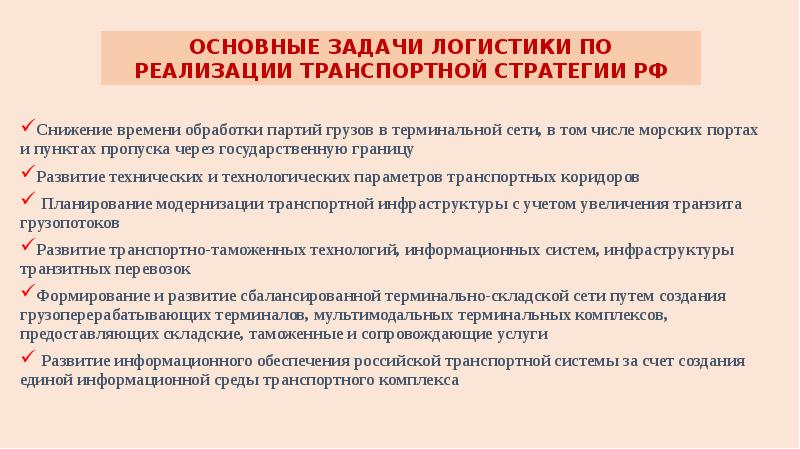 ОСНОВНЫЕ ЗАДАЧИ ЛОГИСТИКИ ПО
РЕАЛИЗАЦИИ ТРАНСПОРТНОЙ СТРАТЕГИИ РФ
✓Снижение времени обработки партий грузов в терминальной сети, в том числе морских портах
и пунктах пропуска через государственную границу
✓Развитие технических и технологических параметров транспортных коридоров
✓ Планирование модернизации транспортной инфраструктуры с учетом увеличения транзита
грузопотоков
✓Развитие транспортно-таможенных технологий, информационных систем, инфраструктуры
транзитных перевозок
✓Формирование и развитие сбалансированной терминально-складской сети путем создания
грузоперерабатывающих терминалов, мультимодальных терминальных комплексов,
предоставляющих складские, таможенные и сопровождающие услуги
✓ Развитие информационного обеспечения российской транспортной системы за счет создания
единой информационной среды транспортного комплекса